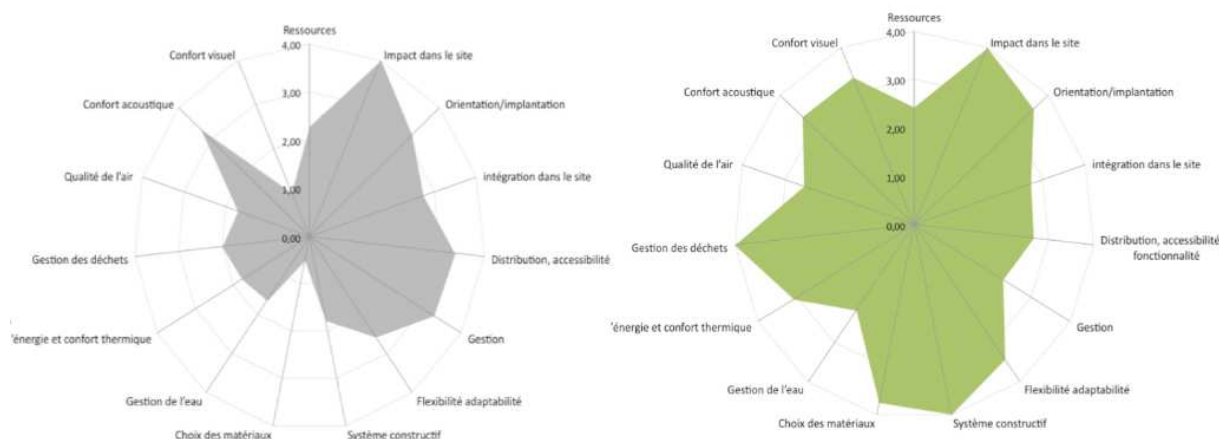 Ressources
4,00
Impact dans le site
Confort visuel
3,00
Confort acoustique
Orientation/implantation
2,00
Qualité de l'air
intégration dans le site
1,00
0,00
Gestion des déchets
Distribution, accessibilité
'énergie et confort thermique
Gestion
Gestion de l'eau
Flexibilité adaptabilité
Choix des matériaux
Système constructif
Ressources
4,00
Confort visuel
Impact dans le site
3,00
Confort acoustique
Orientation/implantation
2,00
Qualité de l'air
intégration dans le site
1,00
0,00
Gestion des déchets
Distribution, accessibilité
fonctionnalité
'énergie et confort thermique
Gestion
Gestion de l'eau
Flexibilité adaptabilité
Choix des matériaux
Système constructif